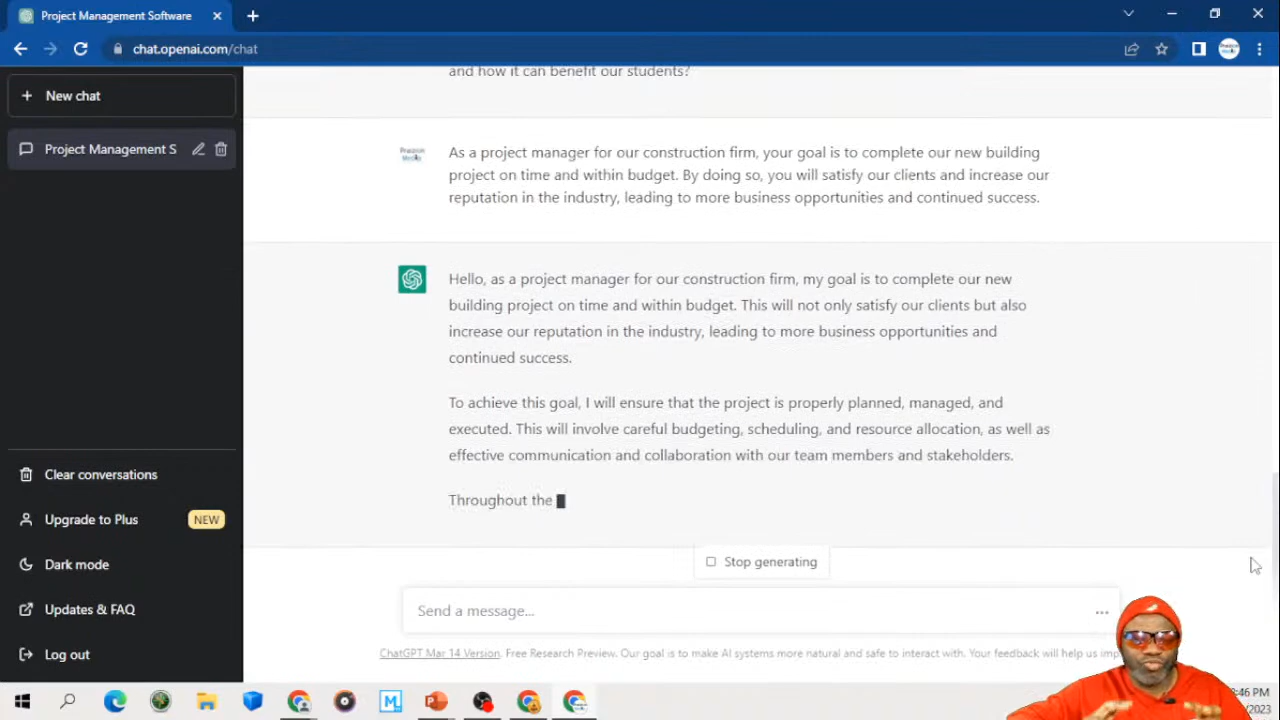 Project Management Software
chat.openai.com/chat
New chat
Project Management S
Clear conversations
Upgrade to Plus
NEW
Dark mode
Updates & FAQ
Log out
and how it can benefit our students?
As a project manager for our construction firm, your goal is to complete our new building
project on time and within budget. By doing so, you will satisfy our clients and increase our
reputation in the industry, leading to more business opportunities and continued success.
Hello, as a project manager for our construction firm, my goal is to complete our new
building project on time and within budget. This will not only satisfy our clients but also
increase our reputation in the industry, leading to more business opportunities and
continued success.
To achieve this goal, I will ensure that the project is properly planned, managed, and
executed. This will involve careful budgeting, scheduling, and resource allocation, as well as
effective communication and collaboration with our team members and stakeholders.
Throughout the
Stop generating
Send a message...
ChatGPT Mar 14 Version. Free Research Preview. Our goal is to make AI systems more natural and safe to interact with. Your feedback will help us
:46 PM
2023